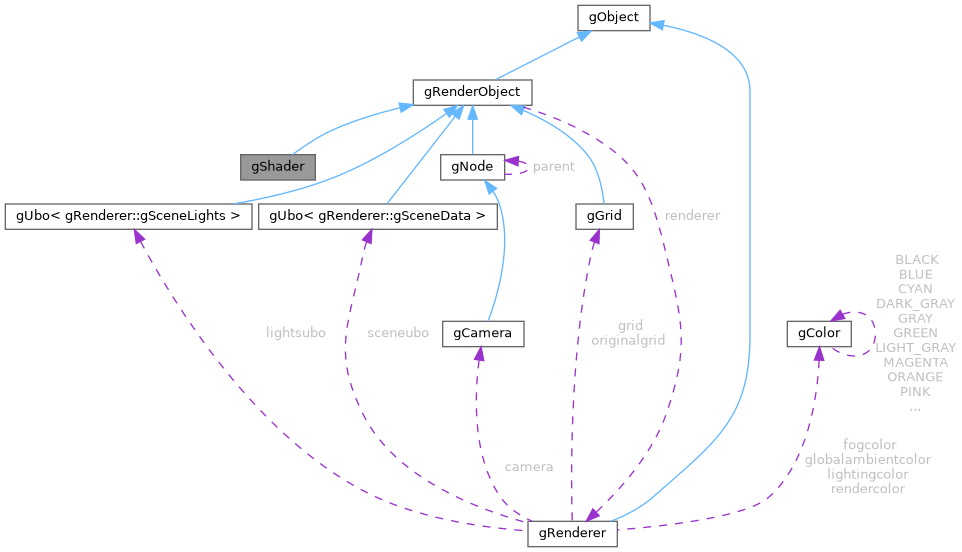 gObject
gRenderObject
gShader
gNode
parent
gUbo< gRenderer::gSceneLights >
gUbo< gRenderer::gSceneData >
gGrid
renderer
BLACK
BLUE
CYAN
DARK_GRAY
GRAY
GREEN
LIGHT_GRAY
MAGENTA
ORANGE
PINK
...
lightsubo
sceneubo
gCamera
grid
originalgrid
gColor
camera
fogcolor
globalambientcolor
lightingcolor
rendercolor
gRenderer